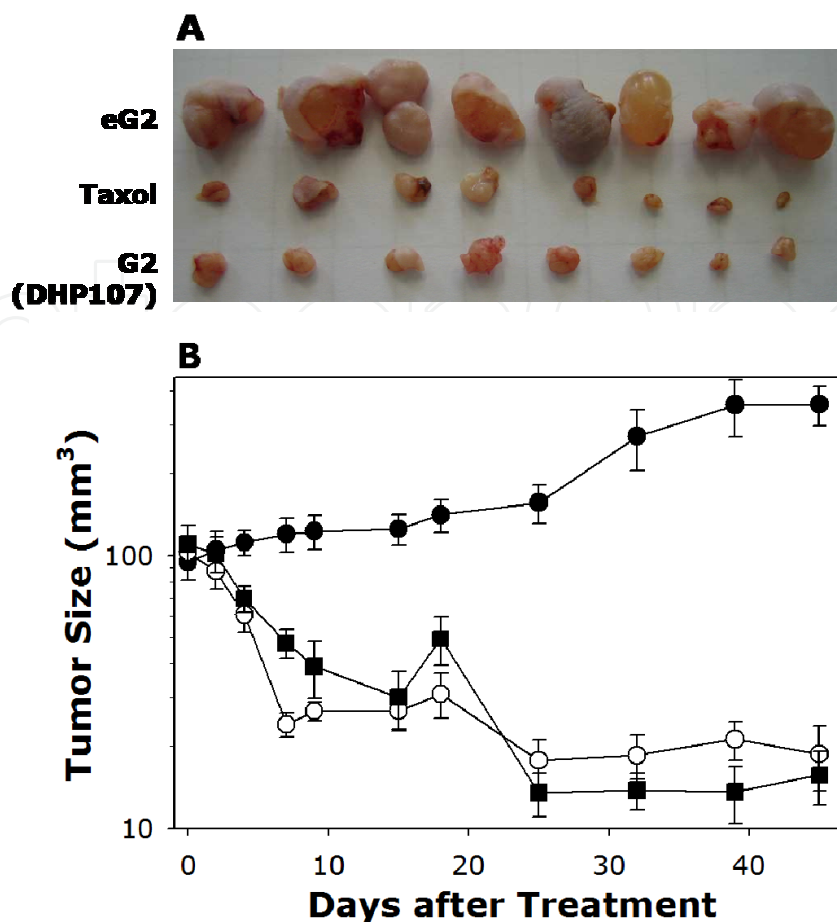 A
eG2
Taxol
G2
(DHP107)
B
Tumor Size (mm³)
100
10
0
10
20
30
40
Days after Treatment